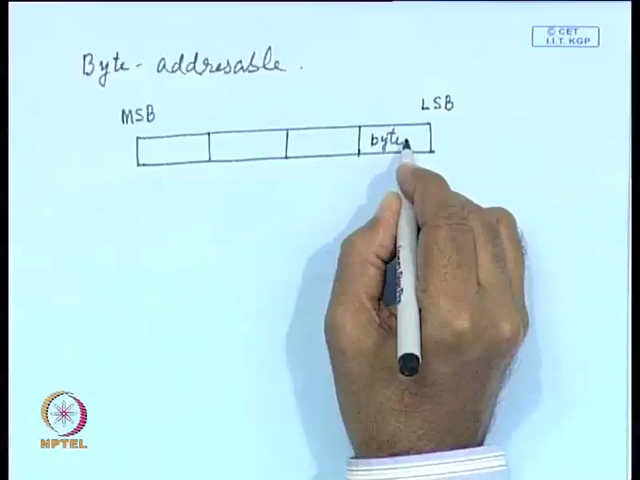 © CET
I.I.T. KGP
Byte - addresable.
MSB
LSB
byte
NPTEL